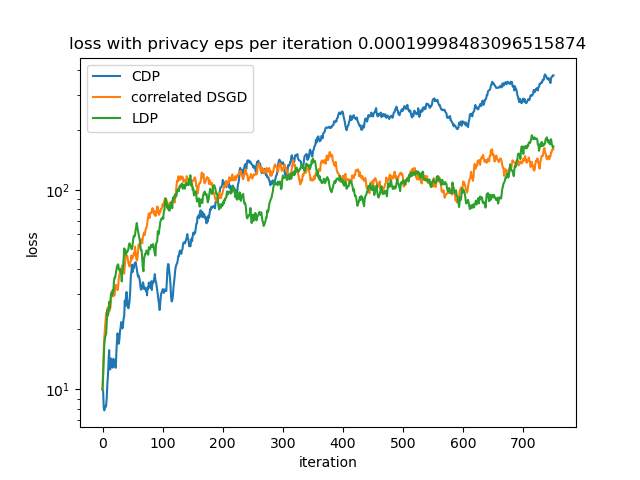 loss with privacy eps per iteration 0.00019998483096515874
CDP
correlated DSGD
LDP
10²
10¹
loss
0 100 200 300 400 500 600 700
iteration